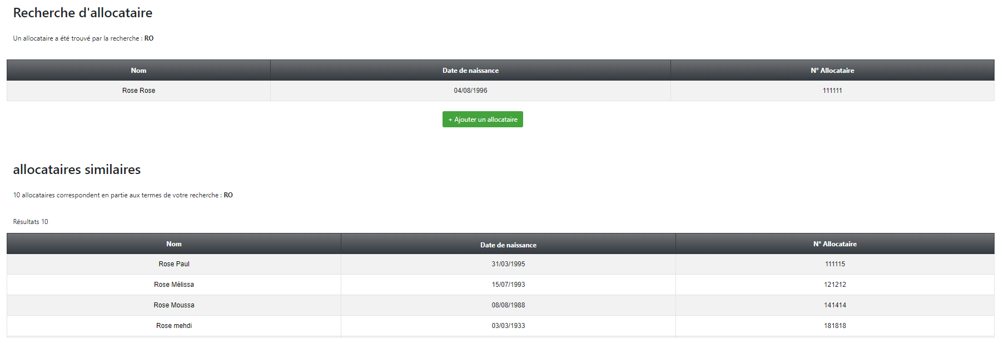 Recherche d'allocataire
Un allocataire a été trouvé par la recherche : RO
Nom Date de naissance N° Allocataire
Rose Rose 04/08/1996 111111
+ Ajouter un allocataire
allocataires similaires
10 allocataires correspondent en partie aux termes de votre recherche : RO
Résultats 10
Nom Date de naissance N° Allocataire
Rose Paul 31/03/1995 111115
Rose Mélissa 15/07/1993 121212
Rose Moussa 08/08/1988 141414
Rose mehdi 03/03/1933 181818